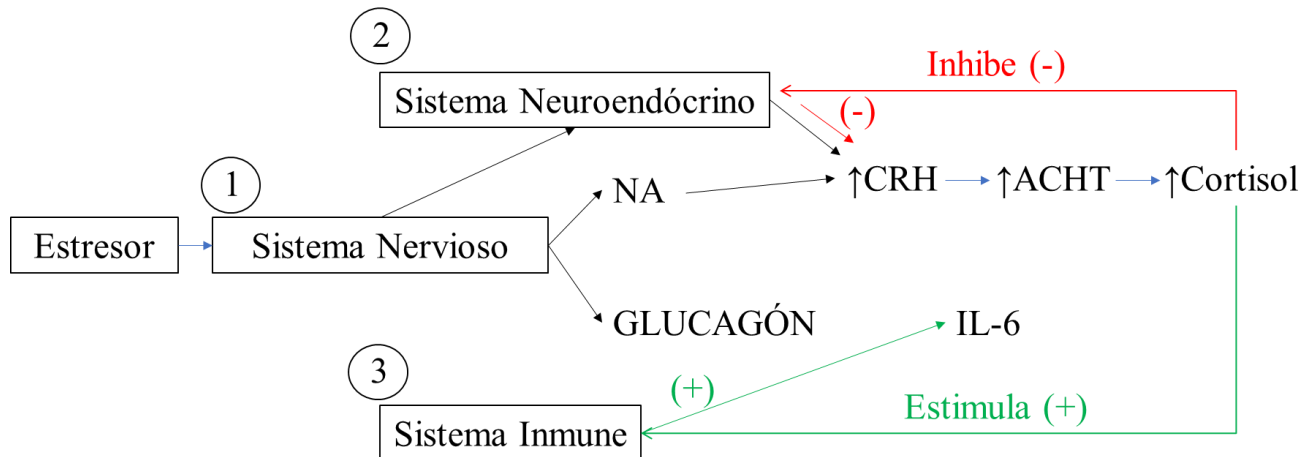 2
Inhibe (-)
Sistema Neuroendócrino
(-)
1
NA
↑CRH
↑ACHT
↑Cortisol
Estresor
Sistema Nervioso
GLUCAGÓN
IL-6
3
(+)
Estimula (+)
Sistema Inmune